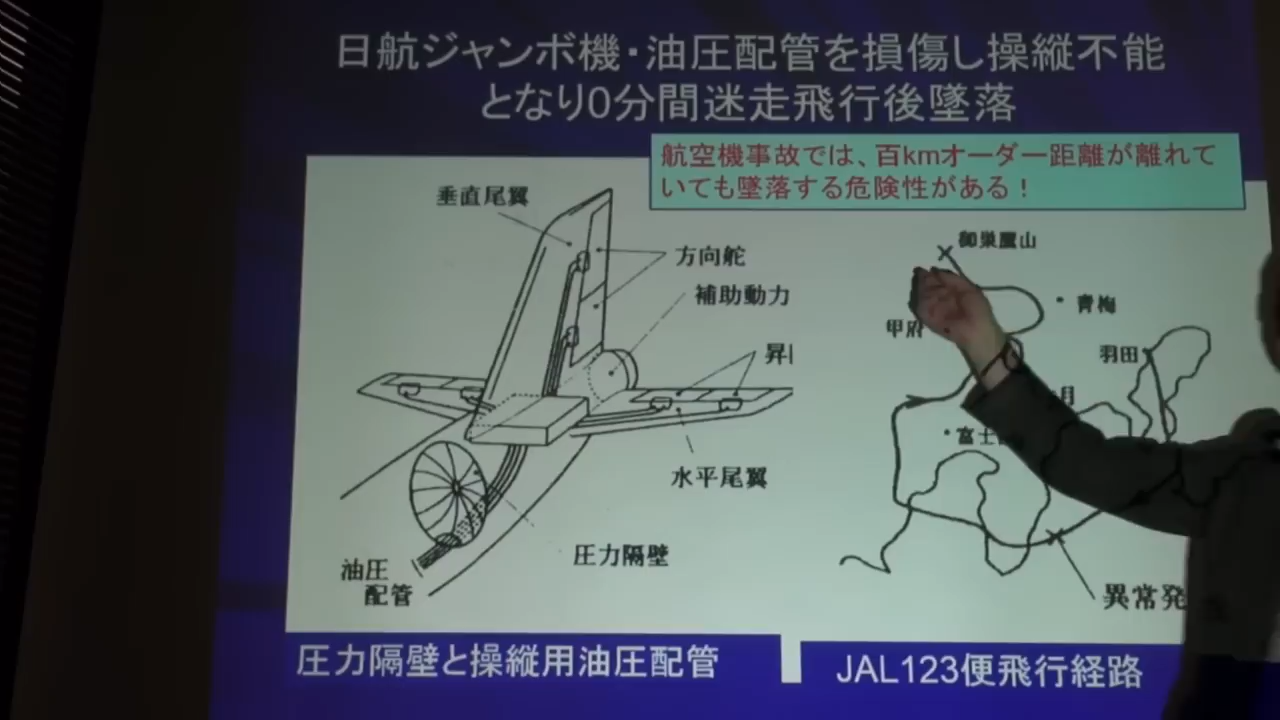 日航ジャンボ機・油圧配管を損傷し操縦不能
となり0分間迷走飛行後墜落
航空機事故では、百kmオーダー距離が離れて
いても墜落する危険性がある！
垂直尾翼
方向舵
補助動力
昇
水平尾翼
圧力隔壁
油圧
配管
御巣鷹山
青梅
甲府
羽田
富士
異常発
圧力隔壁と操縦用油圧配管
JAL123便飛行経路